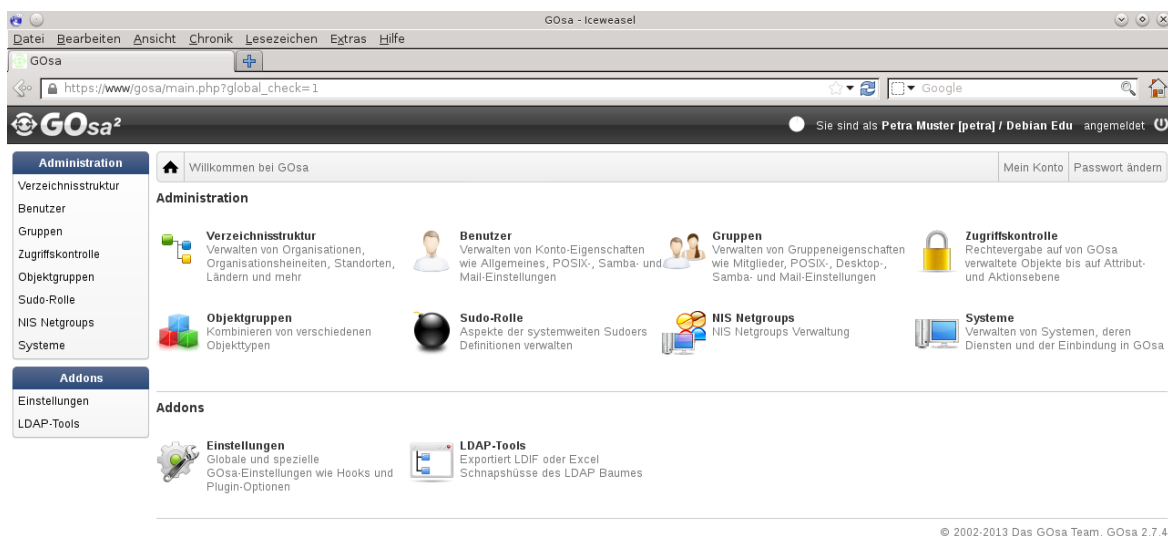 GOsa - Iceweasel
Datei Bearbeiten Ansicht Chronik Lesezeichen Extras Hilfe
GOsa
https://www/gosa/main.php?global_check=1
Google
GOsa²
Sie sind als Petra Muster [petra] / Debian Edu angemeldet
Administration
Verzeichnisstruktur
Benutzer
Gruppen
Zugriffskontrolle
Objektgruppen
Sudo-Rolle
NIS Netgroups
Systeme
Addons
Einstellungen
LDAP-Tools
Willkommen bei GOsa
Mein Konto
Passwort ändern
Administration
Verzeichnisstruktur
Verwalten von Organisationen,
Organisationsheineiten, Standorten,
Ländern und mehr
Benutzer
Verwalten von Konto-Eigenschaften
wie Allgemeines, POSIX-, Samba- und
Mail-Einstellungen
Gruppen
Verwalten von Gruppeneigenschaften
wie Mitglieder, POSIX-, Desktop-,
Samba- und Mail-Einstellungen
Zugriffskontrolle
Rechtevergabe auf von GOsa
verwaltete Objekte bis auf Attribut-
und Aktionsebene
Objektgruppen
Kombinieren von verschiedenen
Objekttypen
Sudo-Rolle
Aspekte der systemweiten Sudoers
Definitionen verwalten
NIS Netgroups
NIS Netgroups Verwaltung
Systeme
Verwalten von Systemen, deren
Diensten und der Einbindung in GOsa
Addons
Einstellungen
Globale und spezielle
GOsa-Einstellungen wie Hooks und
Plugin-Optionen
LDAP-Tools
Exportiert LDIF oder Excel
Schnapshüsse des LDAP Baumes
© 2002-2013 Das GOsa Team, GOsa 2.7.4